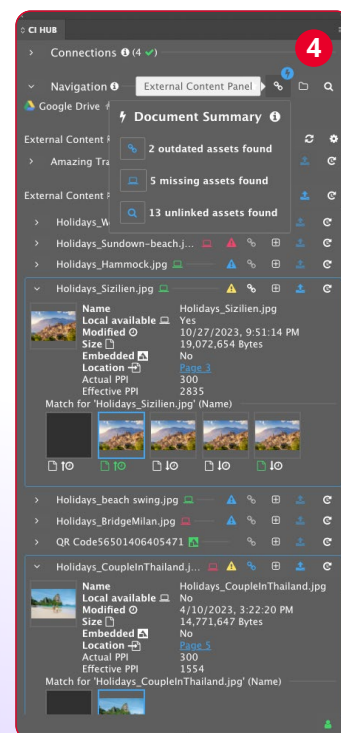 CI HUB
4
Connections (4 ✓)
Navigation
External Content Panel
Google Drive
Document Summary
External Content
2 outdated assets found
Amazing Tra
5 missing assets found
External Content
13 unlinked assets found
Holidays_W
Holidays_Sundown-beach.j...
Holidays_Hammock.jpg
Holidays_Sizilien.jpg
Name Holidays_Sizilien.jpg
Local available Yes
Modified 10/27/2023, 9:51:14 PM
Size 19,072,654 Bytes
Embedded No
Location Page 3
Actual PPI 300
Effective PPI 2835
Match for 'Holidays_Sizilien.jpg' (Name)
Holidays_beach swing.jpg
Holidays_BridgeMilan.jpg
QR Code56501406405471
Holidays_CoupleInThailand.j...
Name Holidays_CoupleInThailand.jpg
Local available No
Modified 4/10/2023, 3:22:20 PM
Size 14,771,647 Bytes
Embedded No
Location Page 5
Actual PPI 300
Effective PPI 1554
Match for 'Holidays_CoupleInThailand.jpg' (Name)